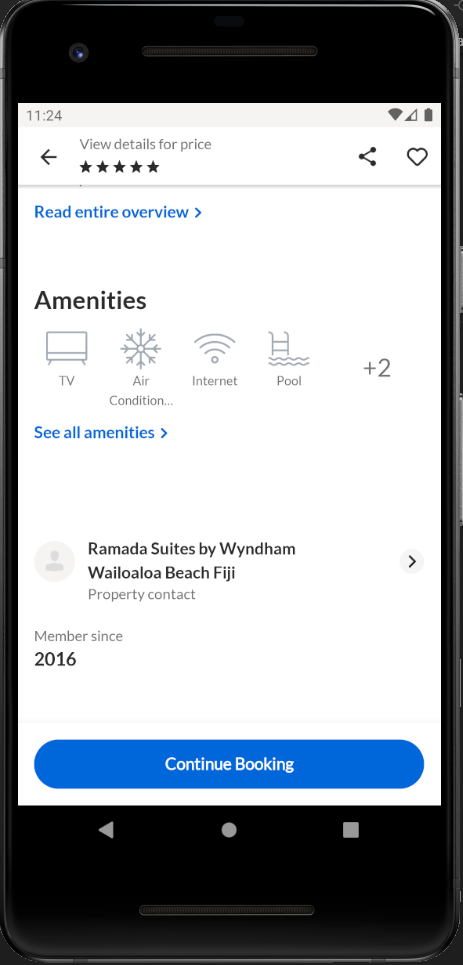 11:24
View details for price
Read entire overview
Amenities
TV
Air
Condition...
Internet
Pool
+2
See all amenities
Ramada Suites by Wyndham
Wailoaloa Beach Fiji
Property contact
Member since
2016
Continue Booking